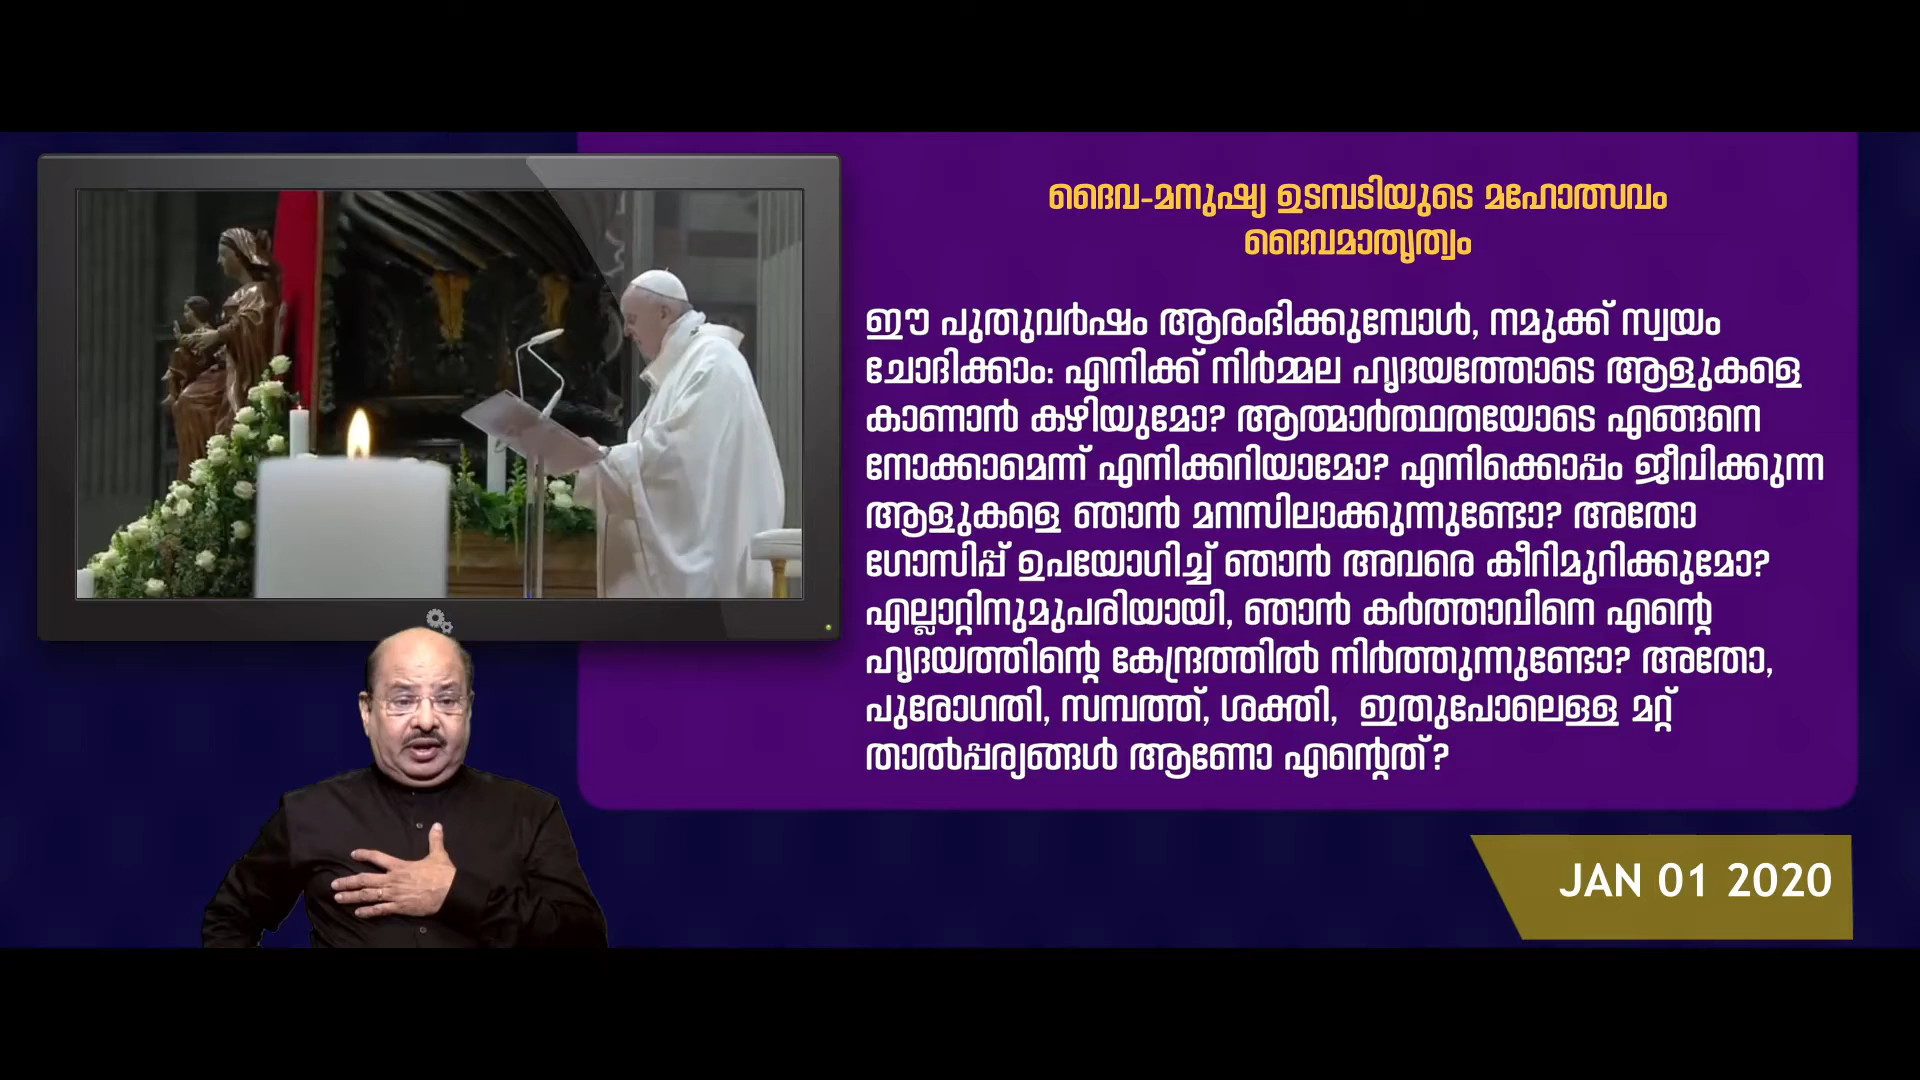 ദൈവ-മനുഷ്യ ഉടമ്പടിയുടെ മഹോത്സവം
ദൈവമാതൃത്വം
ഈ പുതുവർഷം ആരംഭിക്കുമ്പോൾ, നമുക്ക് സ്വയം
ചോദിക്കാം: എനിക്ക് നിർമ്മല ഹൃദയത്തോടെ ആളുകളെ
കാണാൻ കഴിയുമോ? ആത്മാർത്ഥതയോടെ എങ്ങനെ
നോക്കാമെന്ന് എനിക്കറിയാമോ? എനിക്കൊപ്പം ജീവിക്കുന്ന
ആളുകളെ ഞാൻ മനസിലാക്കുന്നുണ്ടോ? അതോ
ഗോസിപ്പ് ഉപയോഗിച്ച് ഞാൻ അവരെ കീറിമുറിക്കുമോ?
എല്ലാറ്റിനുമുപരിയായി, ഞാൻ കർത്താവിനെ എന്റെ
ഹൃദയത്തിന്റെ കേന്ദ്രത്തിൽ നിർത്തുന്നുണ്ടോ? അതോ,
പുരോഗതി, സമ്പത്ത്, ശക്തി, ഇതുപോലെള്ള മറ്റ്
താൽപ്പര്യങ്ങൾ ആണോ എന്റെത്?
JAN 01 2020